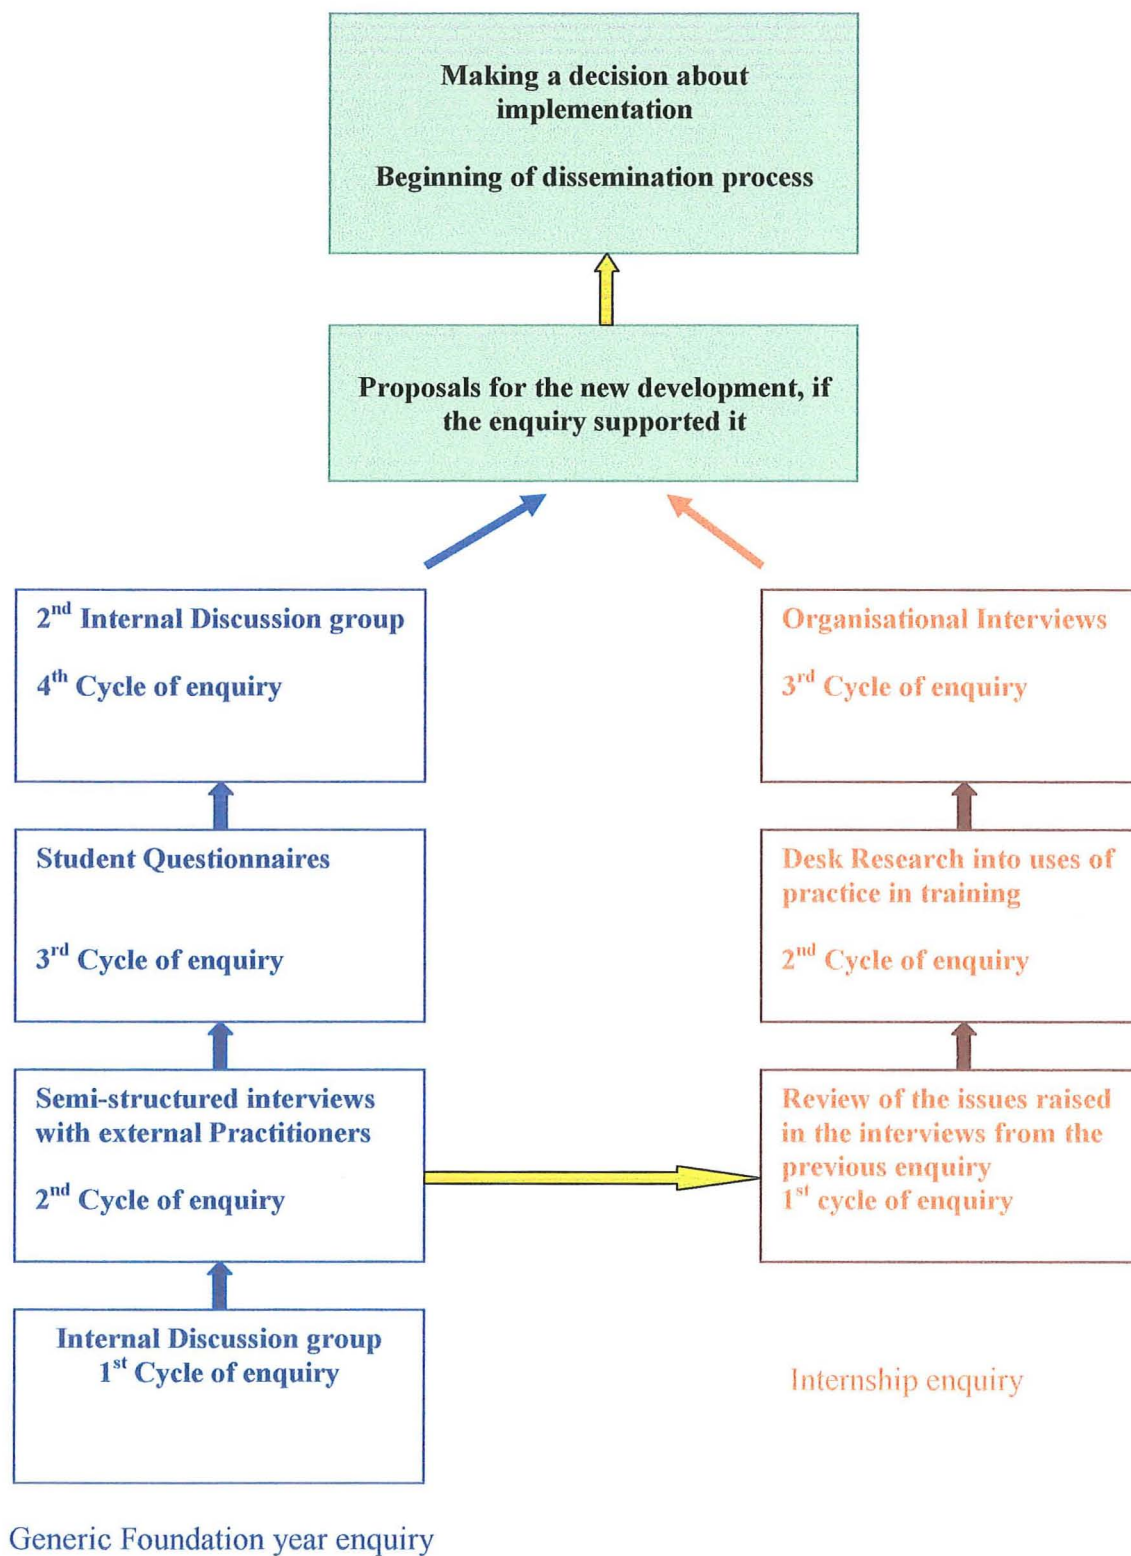 Making a decision about
implementation
Beginning of dissemination process
Proposals for the new development, if
the enquiry supported it
2nd Internal Discussion group
4th Cycle of enquiry
Organisational Interviews
3rd Cycle of enquiry
Student Questionnaires
3rd Cycle of enquiry
Desk Research into uses of
practice in training
2nd Cycle of enquiry
Semi-structured interviews
with external Practitioners
2nd Cycle of enquiry
Review of the issues raised
in the interviews from the
previous enquiry
1st cycle of enquiry
Internal Discussion group
1st Cycle of enquiry
Internship enquiry
Generic Foundation year enquiry